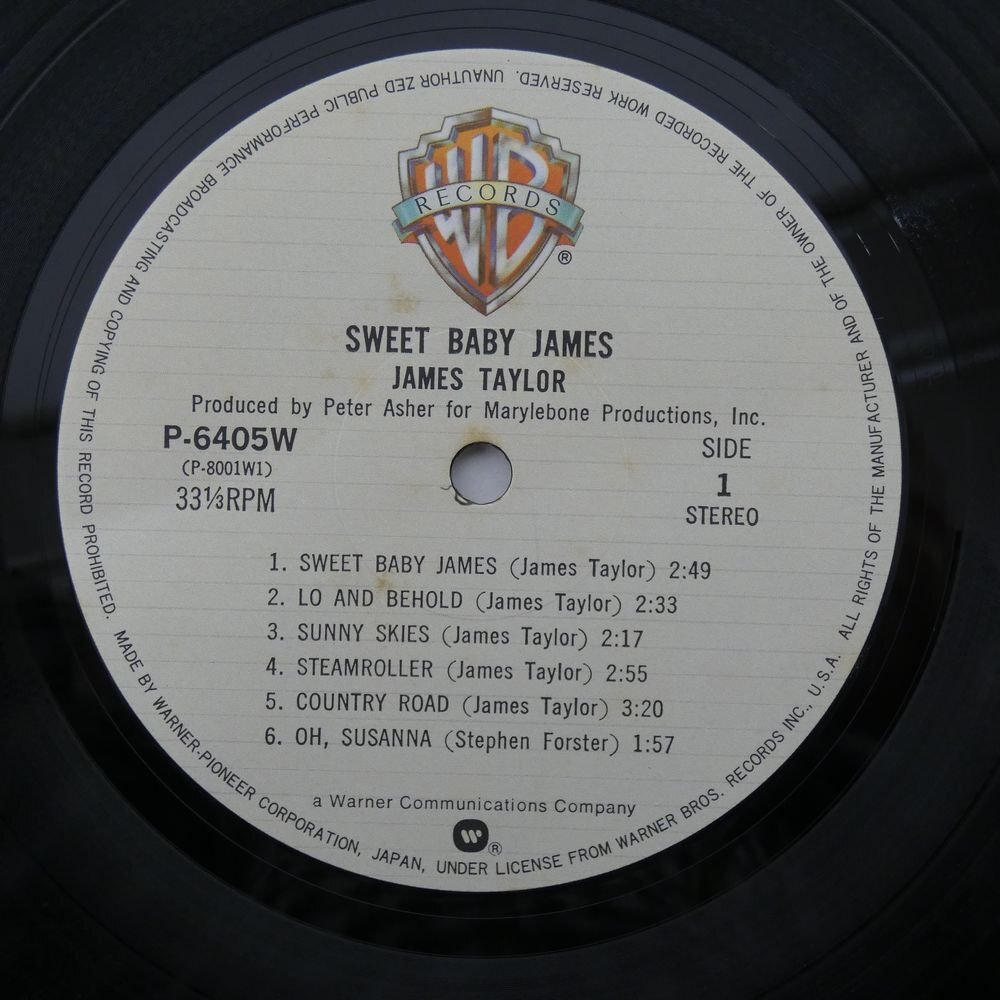 WB
RECORDS
®
SWEET BABY JAMES
JAMES TAYLOR
Produced by Peter Asher for Marylebone Productions, Inc.
P-6405W
(P-8001W1)
33⅓RPM
SIDE
1
STEREO
1. SWEET BABY JAMES (James Taylor) 2:49
2. LO AND BEHOLD (James Taylor) 2:33
3. SUNNY SKIES (James Taylor) 2:17
4. STEAMROLLER (James Taylor) 2:55
5. COUNTRY ROAD (James Taylor) 3:20
6. OH, SUSANNA (Stephen Forster) 1:57
a Warner Communications Company
®
MADE BY WARNER-PIONEER CORPORATION, JAPAN, UNDER LICENSE FROM WARNER BROS. RECORDS INC., U.S.A. ALL RIGHTS OF THE MANUFACTURER AND OF THE OWNER OF THE RECORDED WORK RESERVED. UNAUTHOR ZED PUBLIC PERFORMANCE BROADCASTING AND COPYING OF THIS RECORD PROHIBITED.